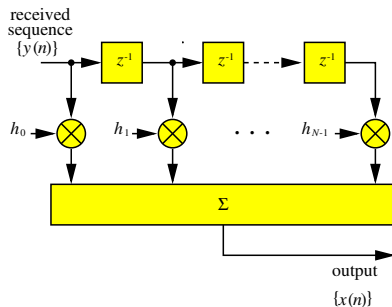 received
sequence
{y(n)}
z⁻¹
z⁻¹
z⁻¹
h₀
h₁
. . .
h_{N-1}
Σ
output
{x(n)}